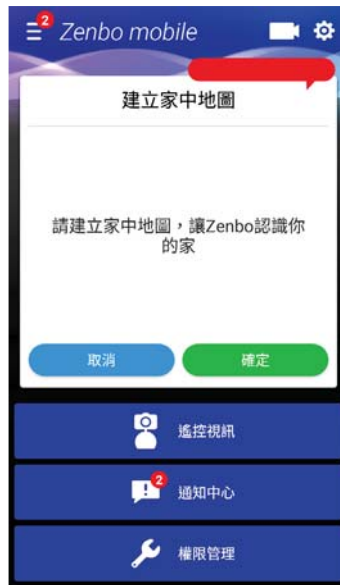 2
Zenbo mobile
建立家中地圖
請建立家中地圖，讓Zenbo認識你
的家
取消
確定
遙控視訊
2
通知中心
權限管理